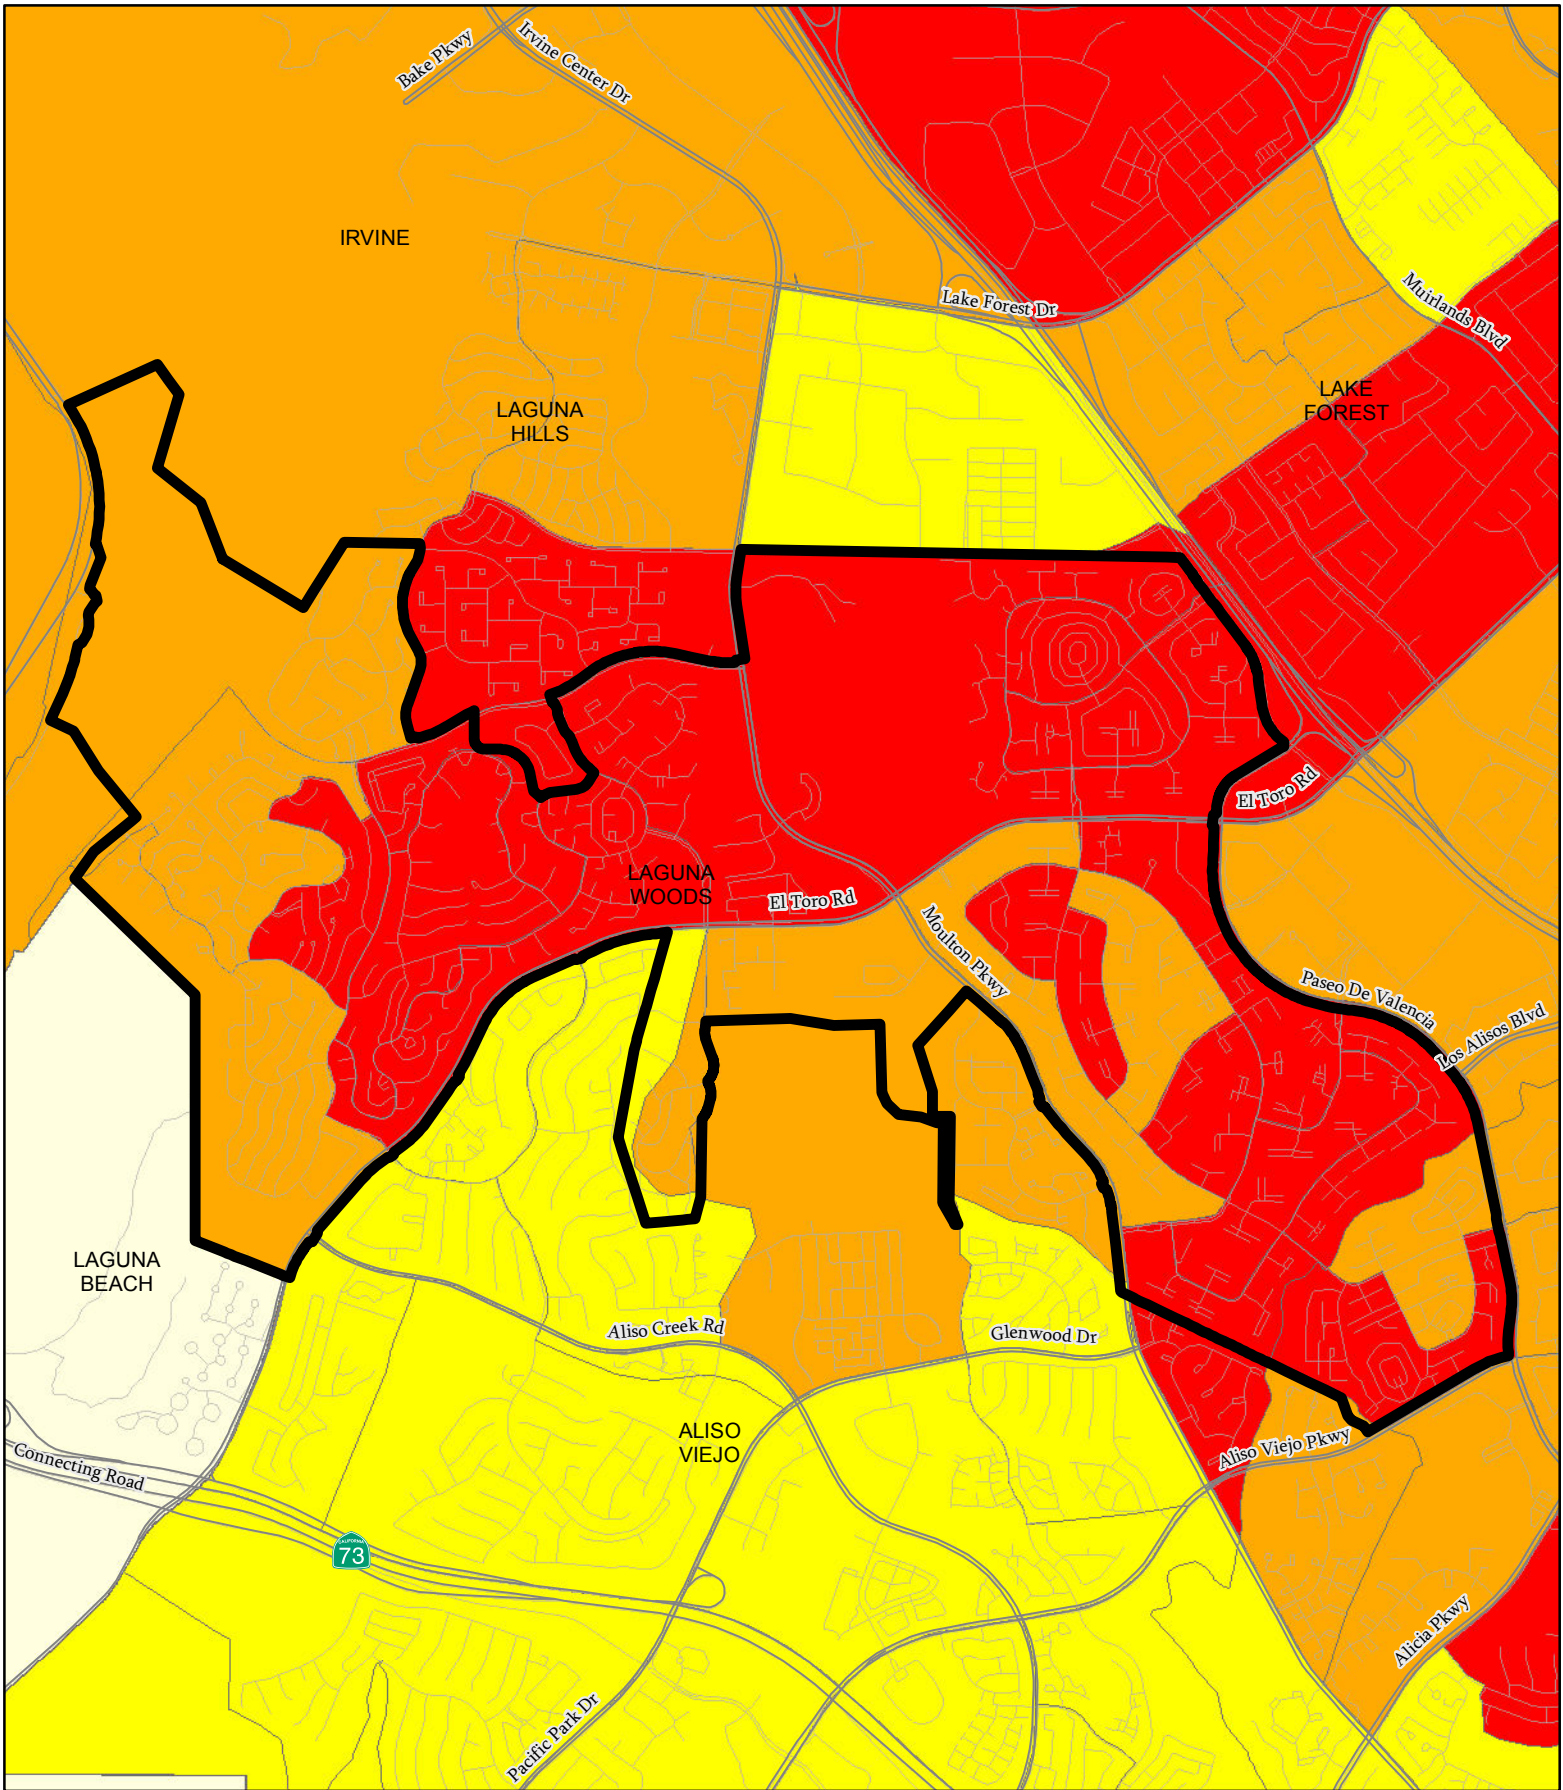 Bake Pkwy
Irvine Center Dr
IRVINE
Lake Forest Dr
Muirlands Blvd
LAKE
FOREST
LAGUNA
HILLS
El Toro Rd
LAGUNA
WOODS
El Toro Rd
Moulton Pkwy
Paseo De Valencia
Los Alisos Blvd
LAGUNA
BEACH
Aliso Creek Rd
Glenwood Dr
ALISO
VIEJO
Aliso Viejo Pkwy
Connecting Road
CALIFORNIA
73
Alicia Pkwy
Pacific Park Dr